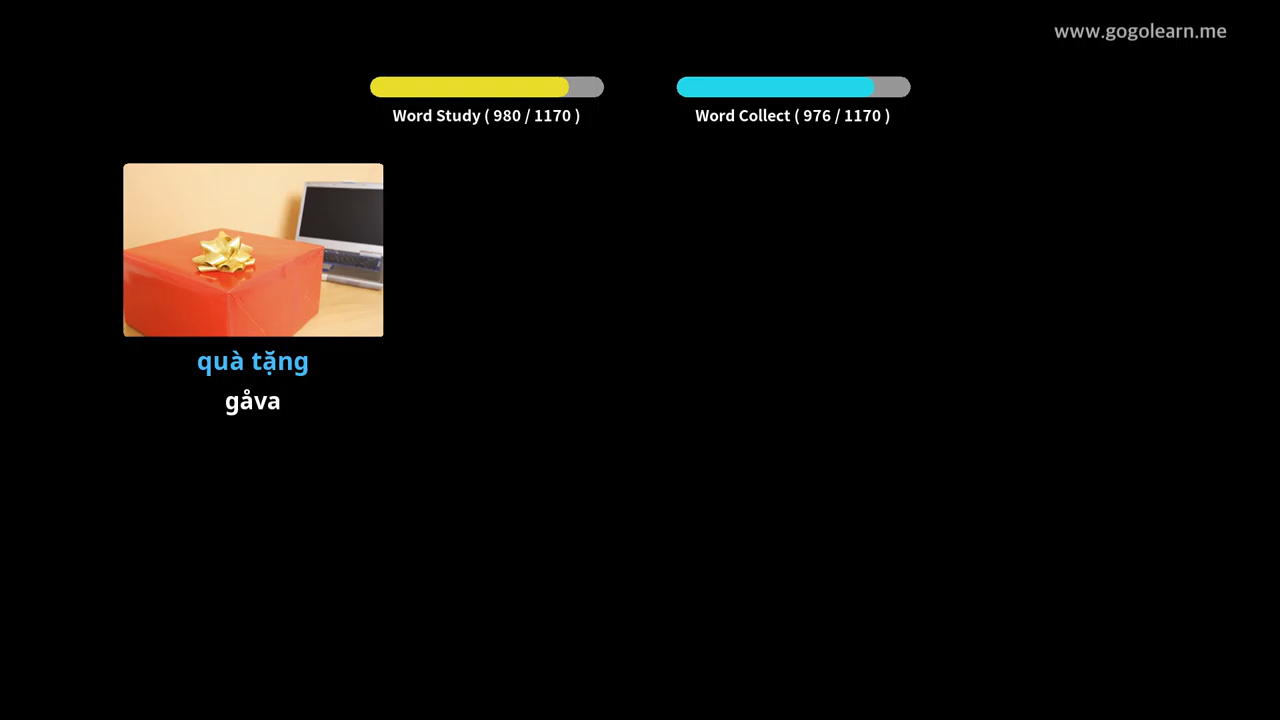 www.gogolearn.me
Word Study ( 980 / 1170 )
Word Collect ( 976 / 1170 )
quà tặng
gåva